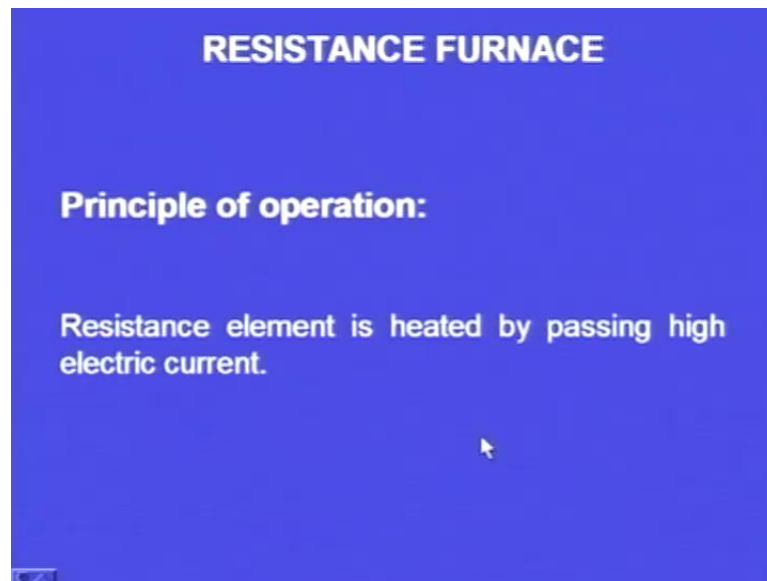 RESISTANCE FURNACE
Principle of operation:
Resistance element is heated by passing high
electric current.